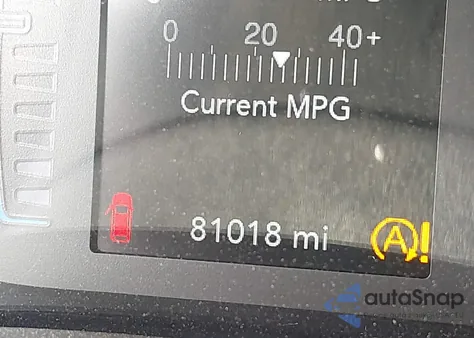 0 20 40+
Current MPG
81018 mi
A!
autoSnap